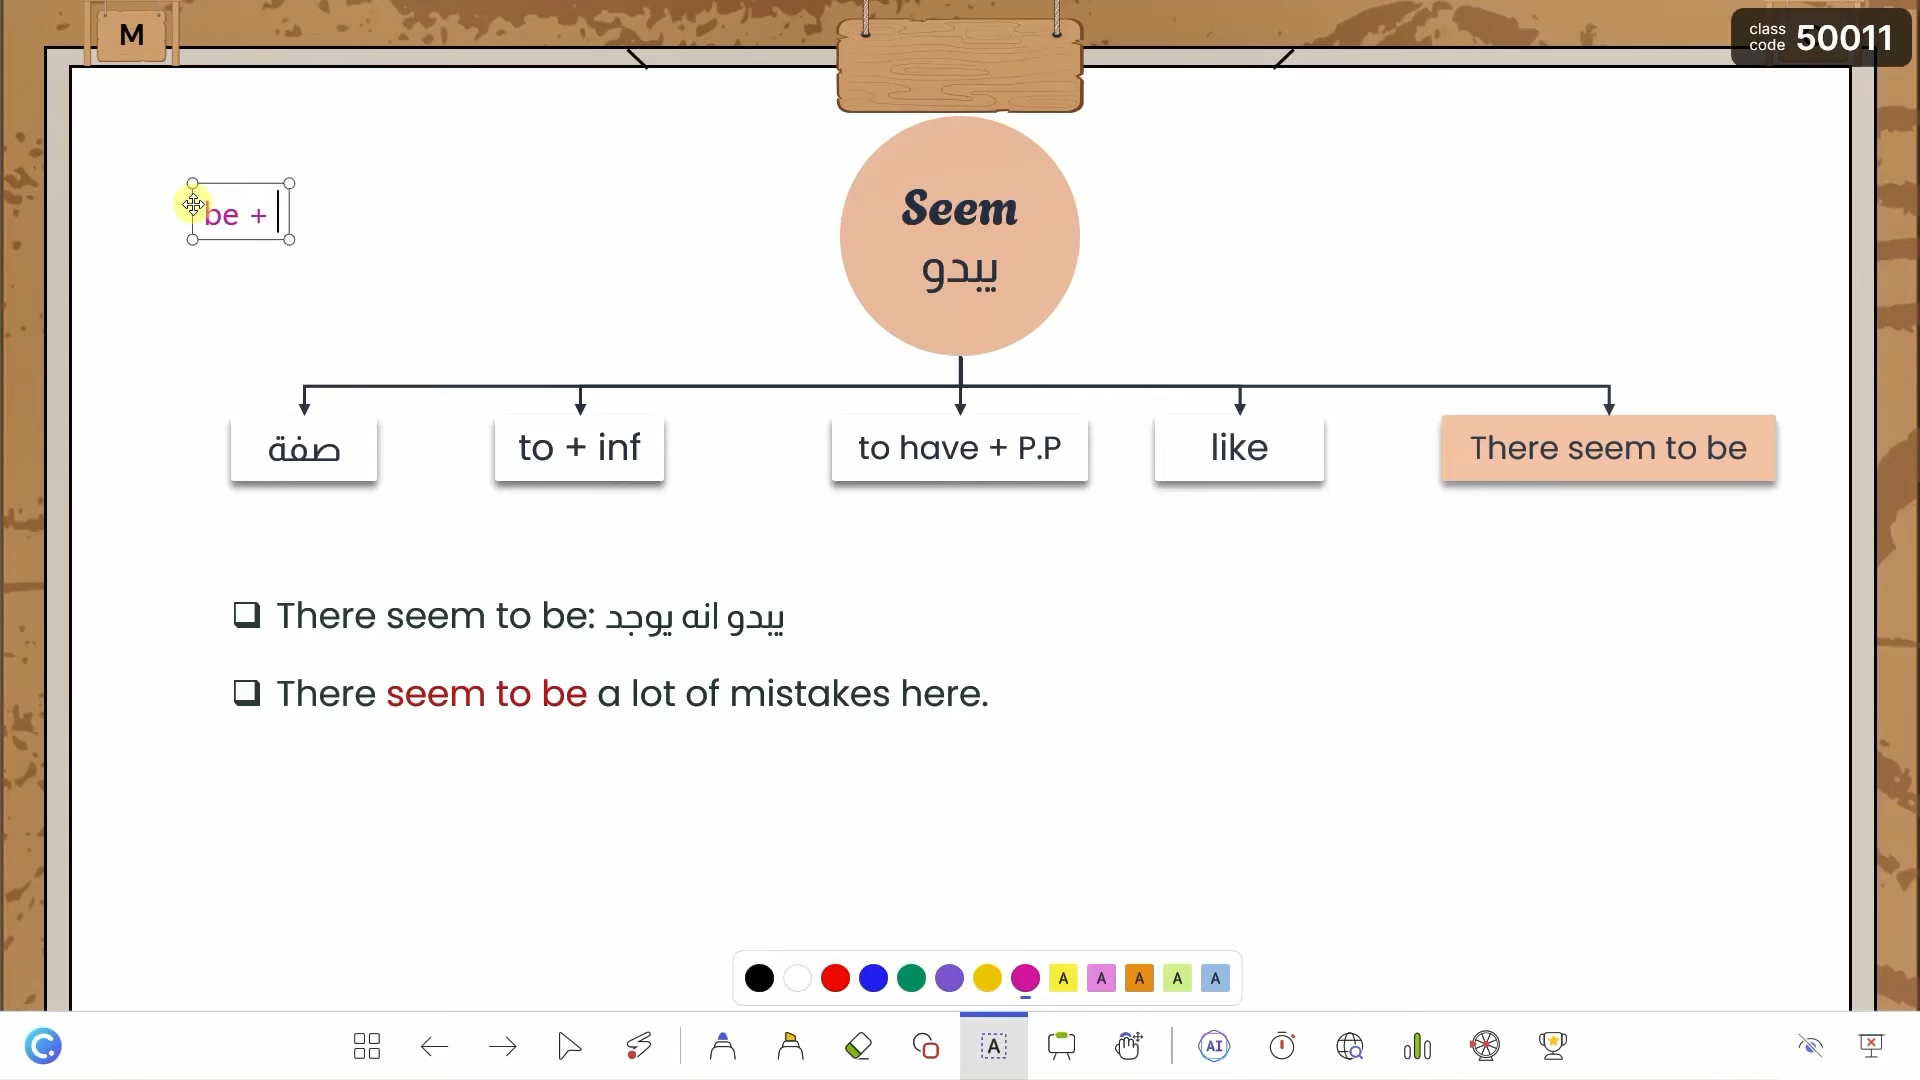 M
class code 50011
be +
Seem
يبدو
صفة
to + inf
to have + P.P
like
There seem to be
There seem to be: يبدو انه يوجد
There seem to be a lot of mistakes here.
A A A A A
A
AI